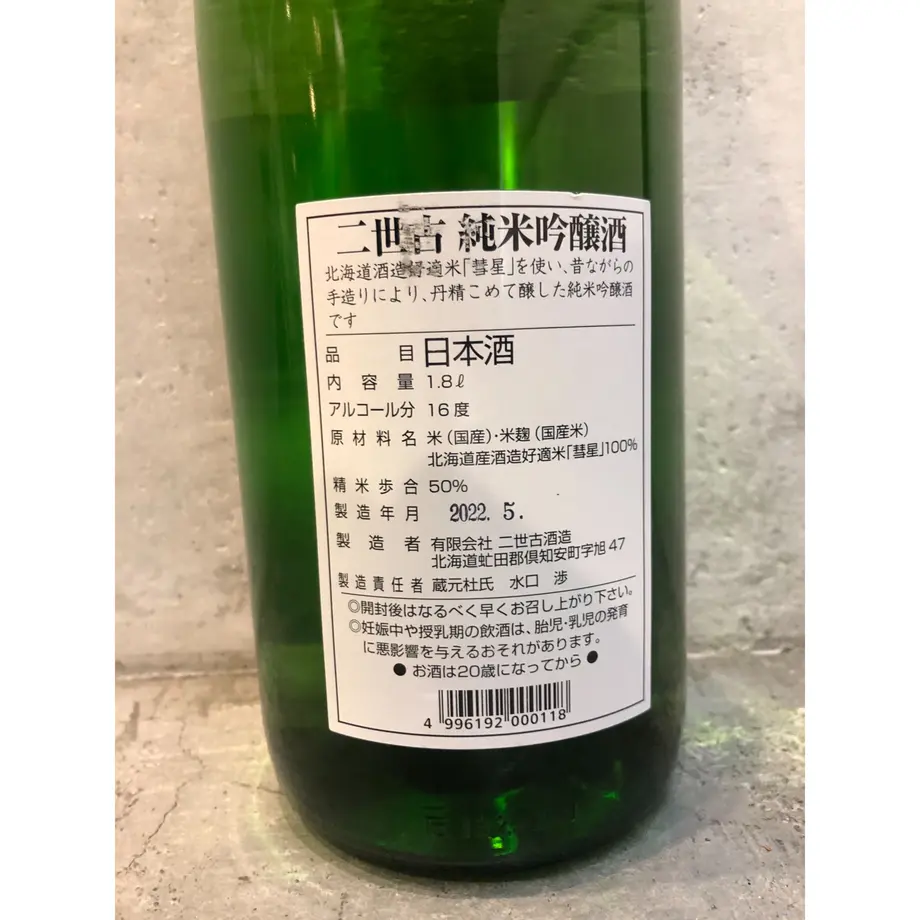 二世古 純米吟醸酒
北海道酒造好適米「彗星」を使い、昔ながらの
手造りにより、丹精こめて醸した純米吟醸酒
です
品目 日本酒
内容量 1.8ℓ
アルコール分 16度
原材料名 米(国産)・米麹(国産米)
北海道産酒造好適米「彗星」100%
精米歩合 50%
製造年月 2022. 5.
製造者 有限会社 二世古酒造
北海道虻田郡倶知安町字旭47
製造責任者 蔵元杜氏 水口 渉
◎開封後はなるべく早くお召し上がり下さい。
◎妊娠中や授乳期の飲酒は、胎児・乳児の発育
に悪影響を与えるおそれがあります。
● お酒は20歳になってから ●
4 996192 000118